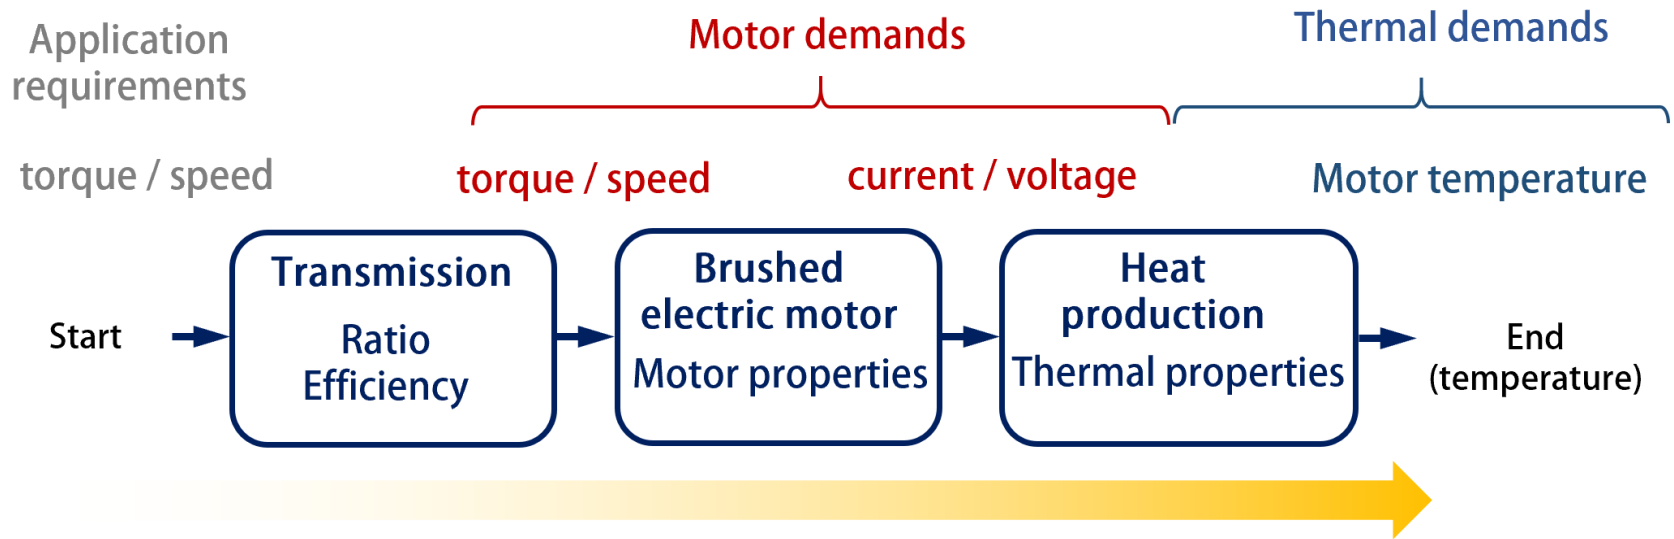 Application
requirements
Motor demands
Thermal demands
torque / speed
torque / speed
current / voltage
Motor temperature
Start
Transmission
Ratio
Efficiency
Brushed
electric motor
Motor properties
Heat
production
Thermal properties
End
(temperature)